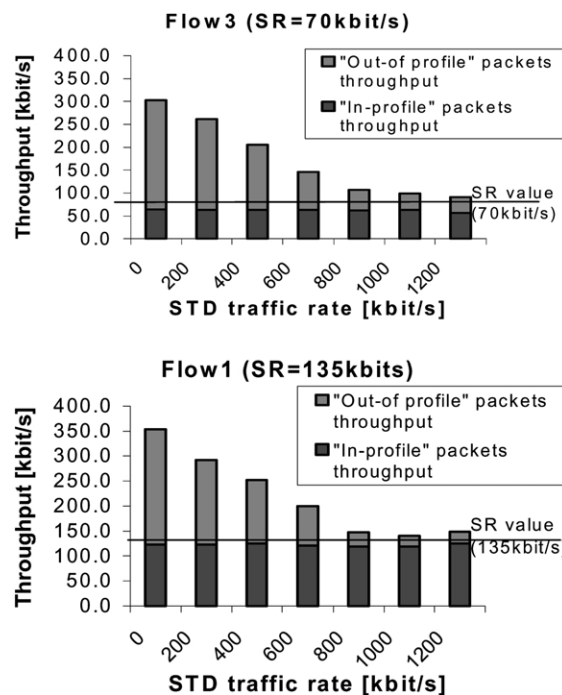 Flow3 (SR=70kbit/s)
Throughput [kbit/s]
400.0
350.0
300.0
250.0
200.0
150.0
100.0
50.0
0.0
"Out-of profile" packets
throughput
"In-profile" packets
throughput
SR value
(70kbit/s)
0
200
400
600
800
1000
1200
STD traffic rate [kbit/s]
Flow1 (SR=135kbits)
Throughput [kbit/s]
400.0
350.0
300.0
250.0
200.0
150.0
100.0
50.0
0.0
"Out-of profile" packets
throughput
"In-profile" packets
throughput
SR value
(135kbit/s)
0
200
400
600
800
1000
1200
STD traffic rate [kbit/s]